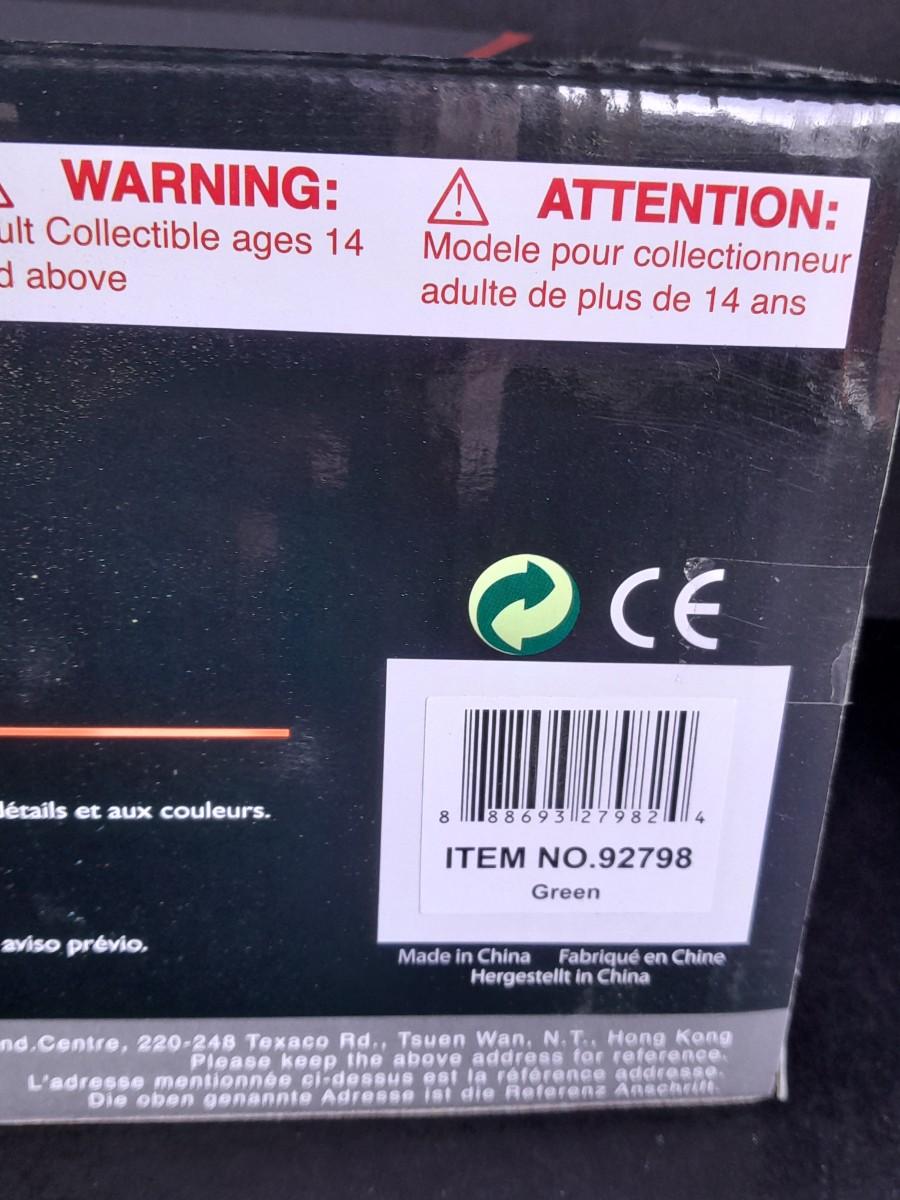 WARNING:
ult Collectible ages 14
d above
ATTENTION:
Modele pour collectionneur
adulte de plus de 14 ans
CE
détails et aux couleurs.
aviso prévio.
8 88693 27982 4
ITEM NO.92798
Green
Made in China Fabriqué en Chine
Hergestellt in China
nd.Centre, 220-248 Texaco Rd., Tsuen Wan, N.T., Hong Kong
Please keep the above address for reference.
L'adresse mentionnée ci-dessus est la référence addresse.
Die oben genannte Adresse ist die Referenz Anschrift.